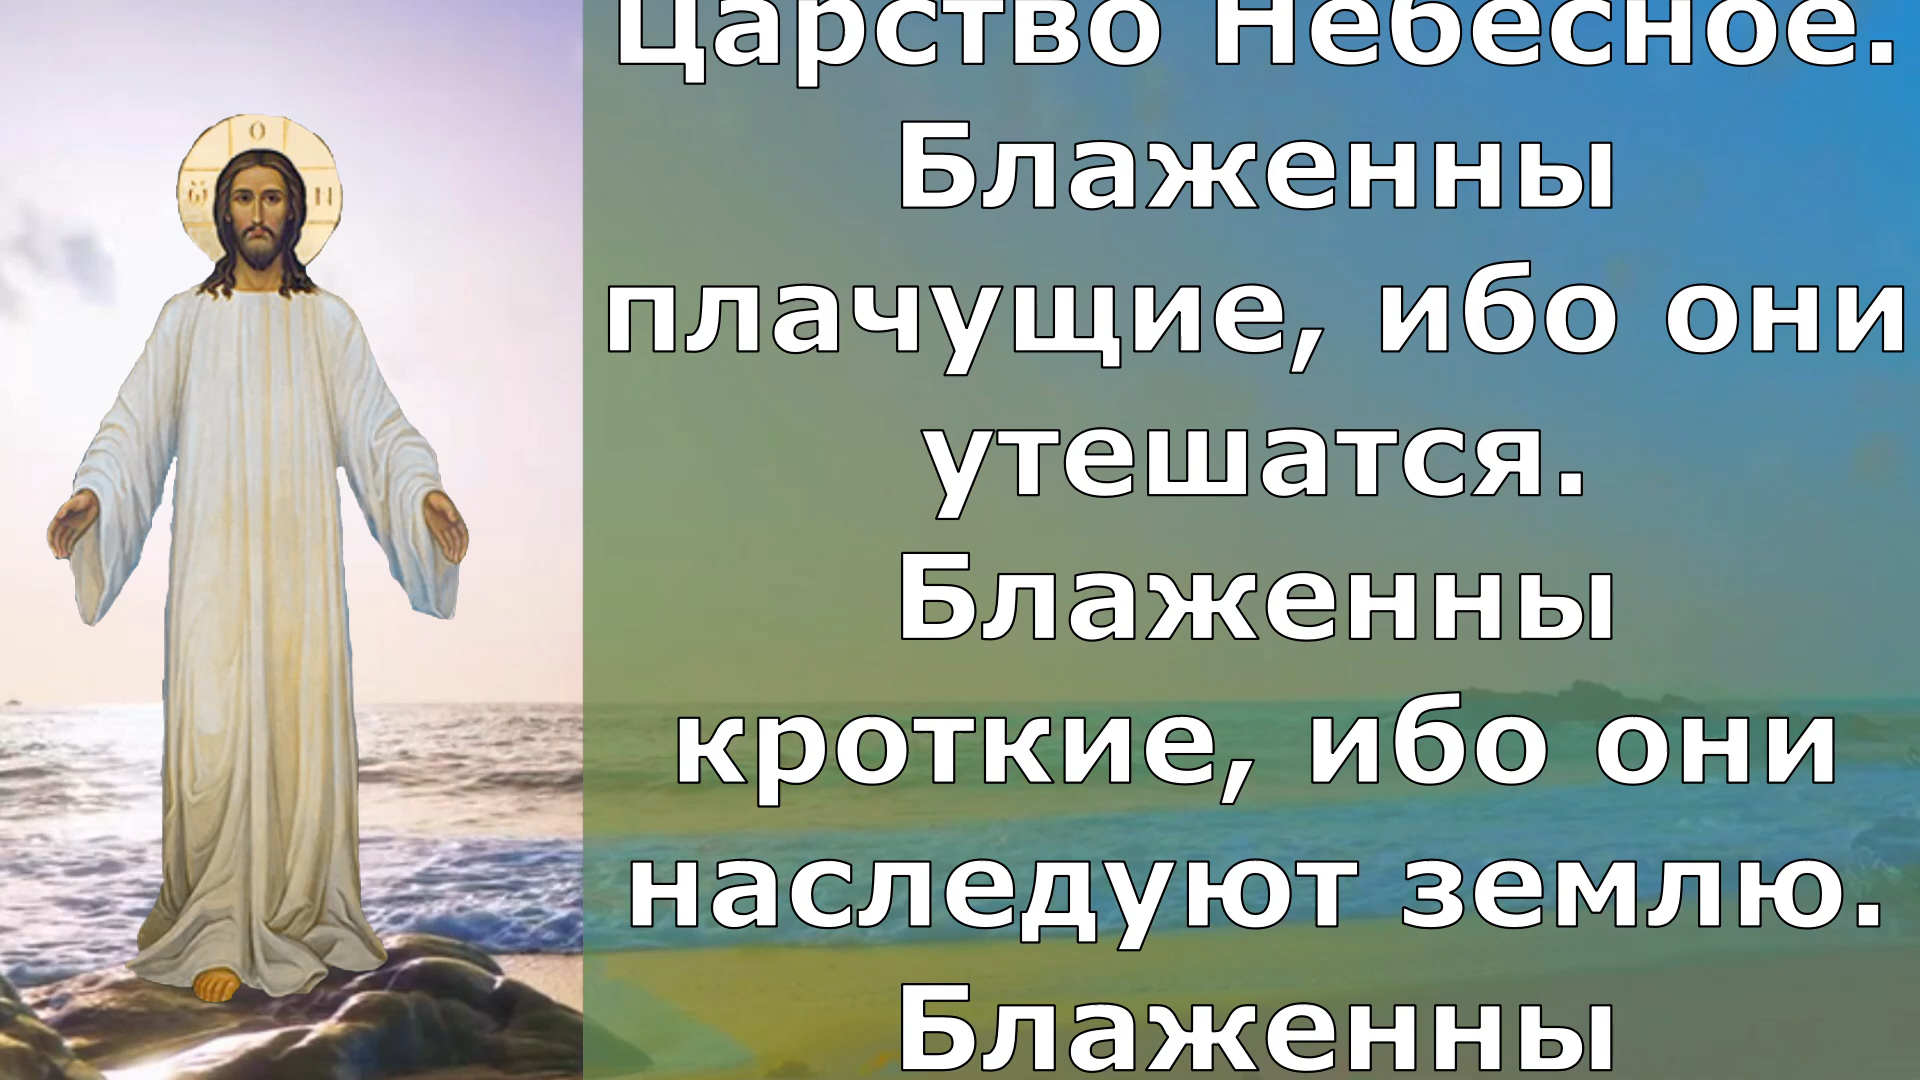 Ο
ὤ Ν
Царство Небесное.
Блаженны
плачущие, ибо они
утешатся.
Блаженны
кроткие, ибо они
наследуют землю.
Блаженны